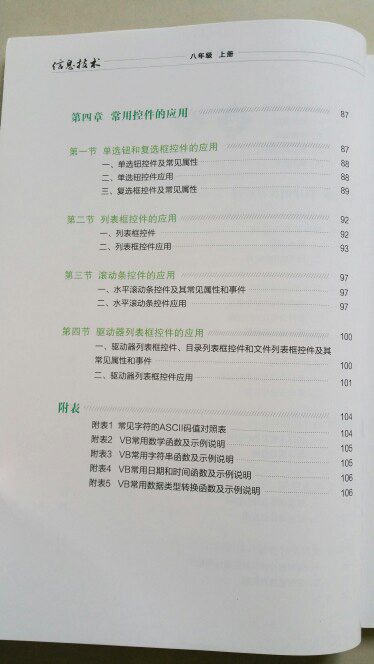 信息技术
八年级 上册
第四章 常用控件的应用 87
第一节 单选钮和复选框控件的应用 87
一、单选钮控件及常见属性 88
二、单选钮控件应用 88
三、复选框控件及常见属性 89
第二节 列表框控件的应用 92
一、列表框控件 92
二、列表框控件应用 93
第三节 滚动条控件的应用 97
一、水平滚动条控件及其常见属性和事件 97
二、水平滚动条控件应用 97
第四节 驱动器列表框控件的应用 100
一、驱动器列表框控件、目录列表框控件和文件列表框控件及其
常见属性和事件 100
二、驱动器列表框控件应用 101
附表 104
附表1 常见字符的ASCII码值对照表 104
附表2 VB常用数学函数及示例说明 105
附表3 VB常用字符串函数及示例说明 105
附表4 VB常用日期和时间函数及示例说明 106
附表5 VB常用数据类型转换函数及示例说明 106